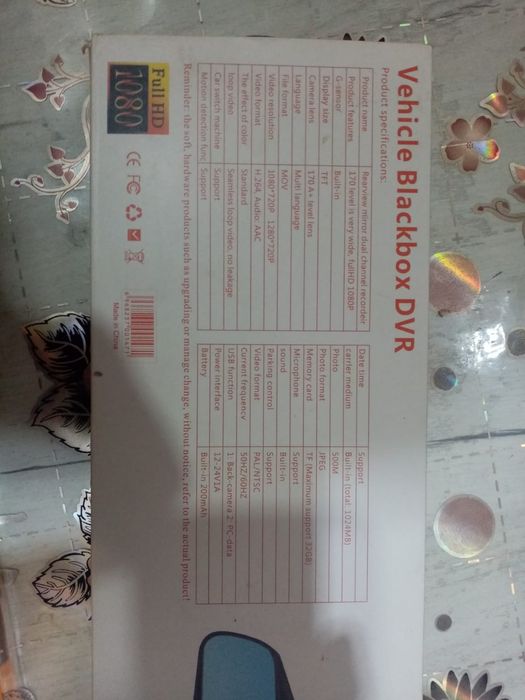 Vehicle Blackbox DVR
Product specifications:
Product name Rearview mirror dual channel recorder
Product features 170 level is very wide, fullHD 1080P
G-sensor Built-in
Display size TFT
Camera lens 170 A+ level lens
Language Multi language
File format MOV
Video resolution 1080*720P 1280*720P
Video format H.264, Audio: AAC
The effect of color Standard
loop video Seamless loop video, no leakage
Car switch machine Support
Motion detection func Support
Date time Support
carrier medium Built-in (total, 1024MB)
Photo 500M
Photo format JPEG
Memory card TF (Maximum support 32GB)
Microphone Support
sound Built-in
Parking control Support
Video format PAL/NTSC
Current frequency 50HZ/60HZ
USB function 1: Back-camera 2: PC-data
Power interface 12-24V1A
Battery Built-in 200mAh
Reminder: the soft, hardware products such as upgrading or manage change, without notice, refer to the actual product!
Full HD
1080
CE FC
Made in China